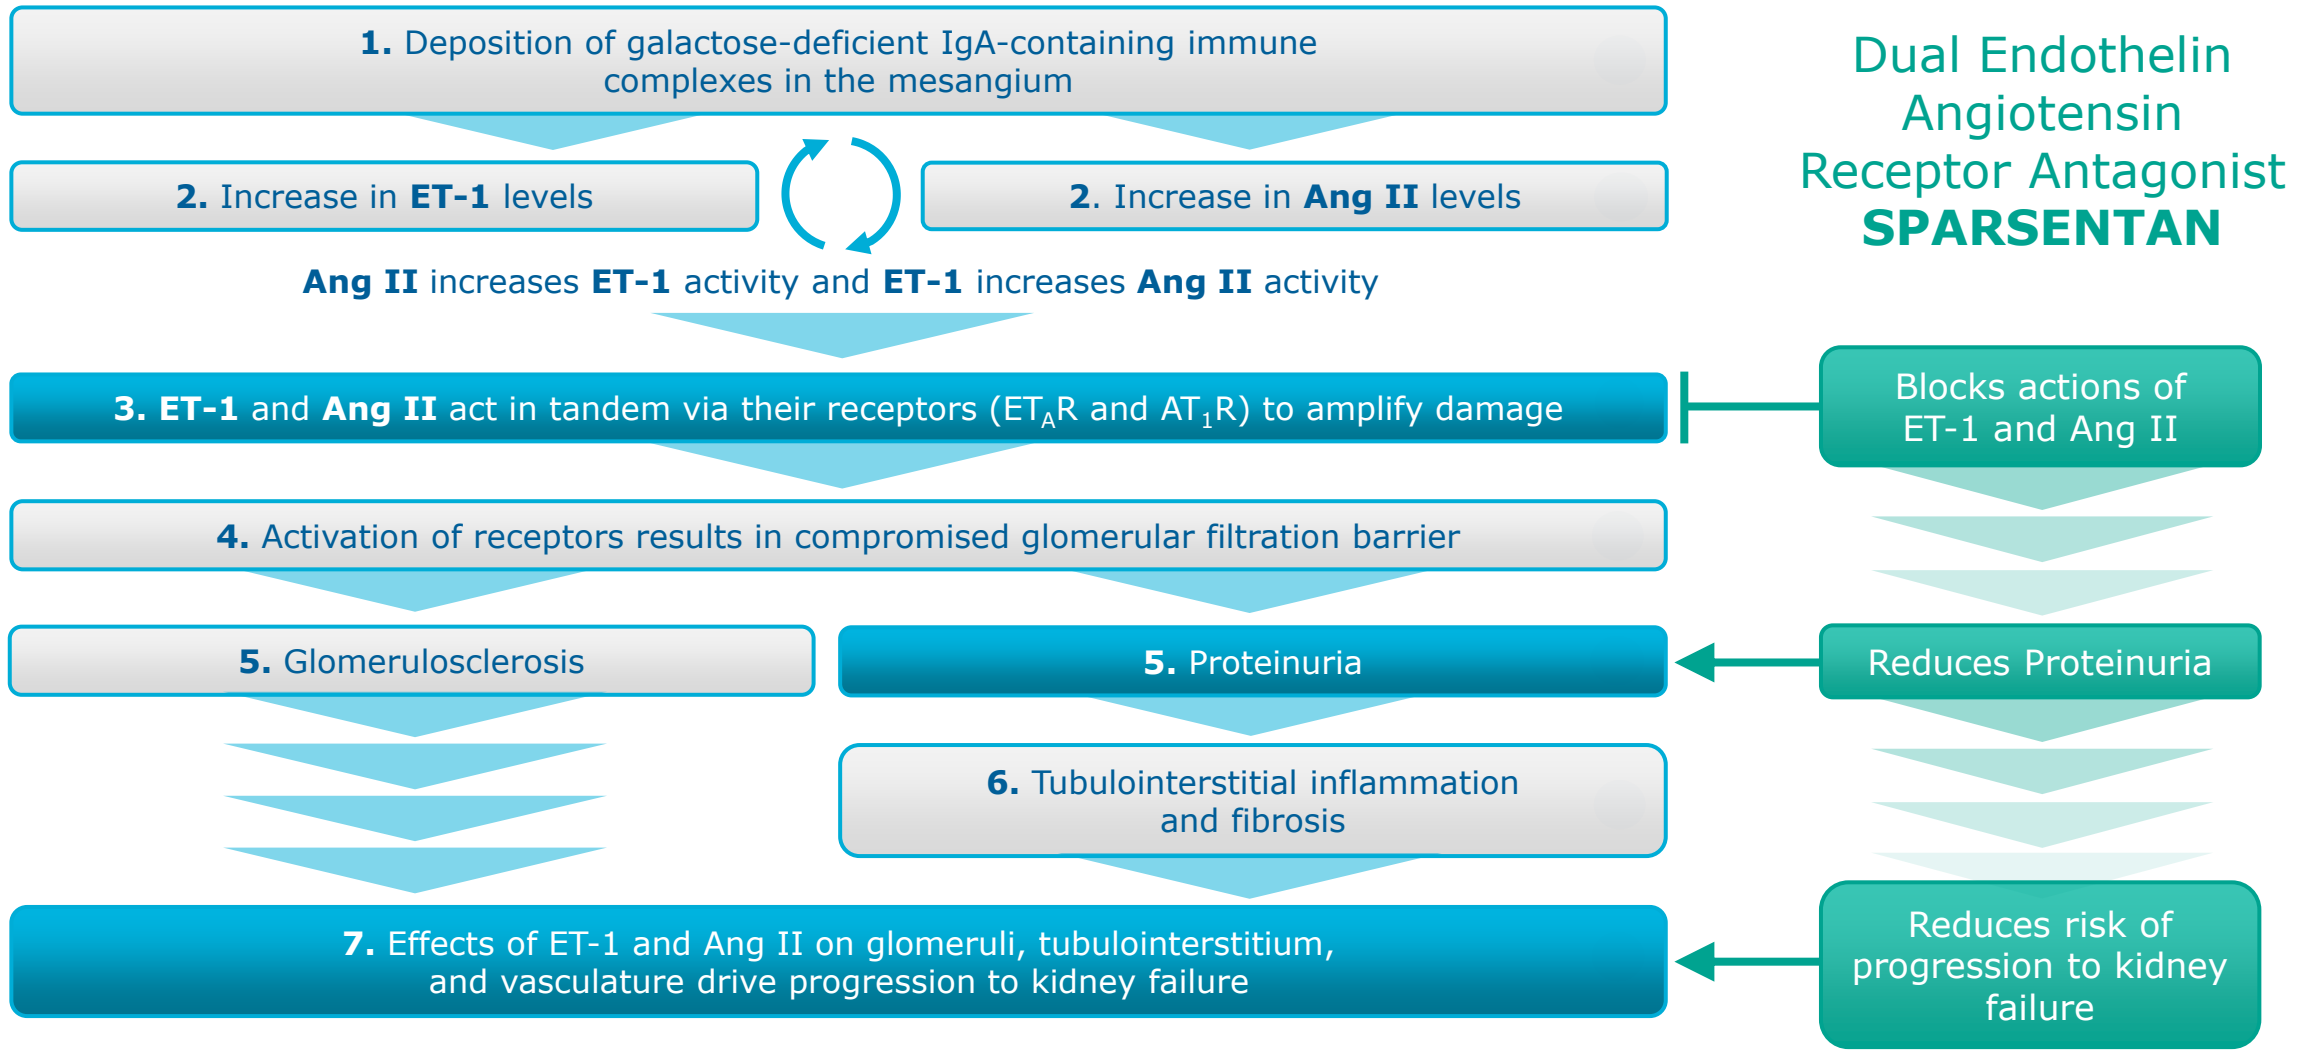 1. Deposition of galactose-deficient IgA-containing immune
complexes in the mesangium
2. Increase in ET-1 levels
2. Increase in Ang II levels
Ang II increases ET-1 activity and ET-1 increases Ang II activity
3. ET-1 and Ang II act in tandem via their receptors (ETAR and AT1R) to amplify damage
4. Activation of receptors results in compromised glomerular filtration barrier
5. Glomerulosclerosis
5. Proteinuria
6. Tubulointerstitial inflammation
and fibrosis
7. Effects of ET-1 and Ang II on glomeruli, tubulointerstitium,
and vasculature drive progression to kidney failure
Dual Endothelin
Angiotensin
Receptor Antagonist
SPARSENTAN
Blocks actions of
ET-1 and Ang II
Reduces Proteinuria
Reduces risk of
progression to kidney
failure